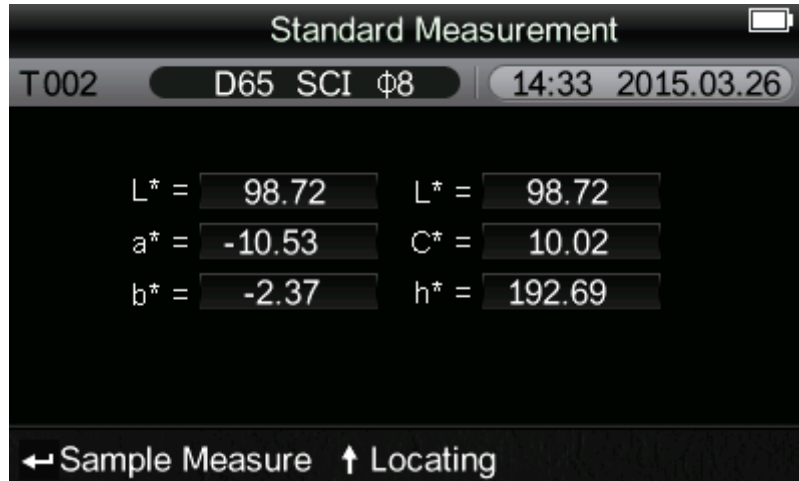 Standard Measurement
T002 D65 SCI Φ8 14:33 2015.03.26
L* = 98.72 L* = 98.72
a* = -10.53 C* = 10.02
b* = -2.37 h* = 192.69
Sample Measure Locating